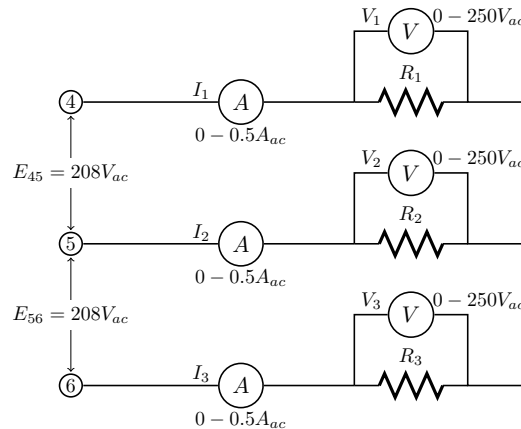 V₁ V 0 − 250Vac
R₁
4 I₁ A
0 − 0.5Aac
E₄₅ = 208Vac
V₂ V 0 − 250Vac
R₂
5 I₂ A
0 − 0.5Aac
E₅₆ = 208Vac
V₃ V 0 − 250Vac
R₃
6 I₃ A
0 − 0.5Aac